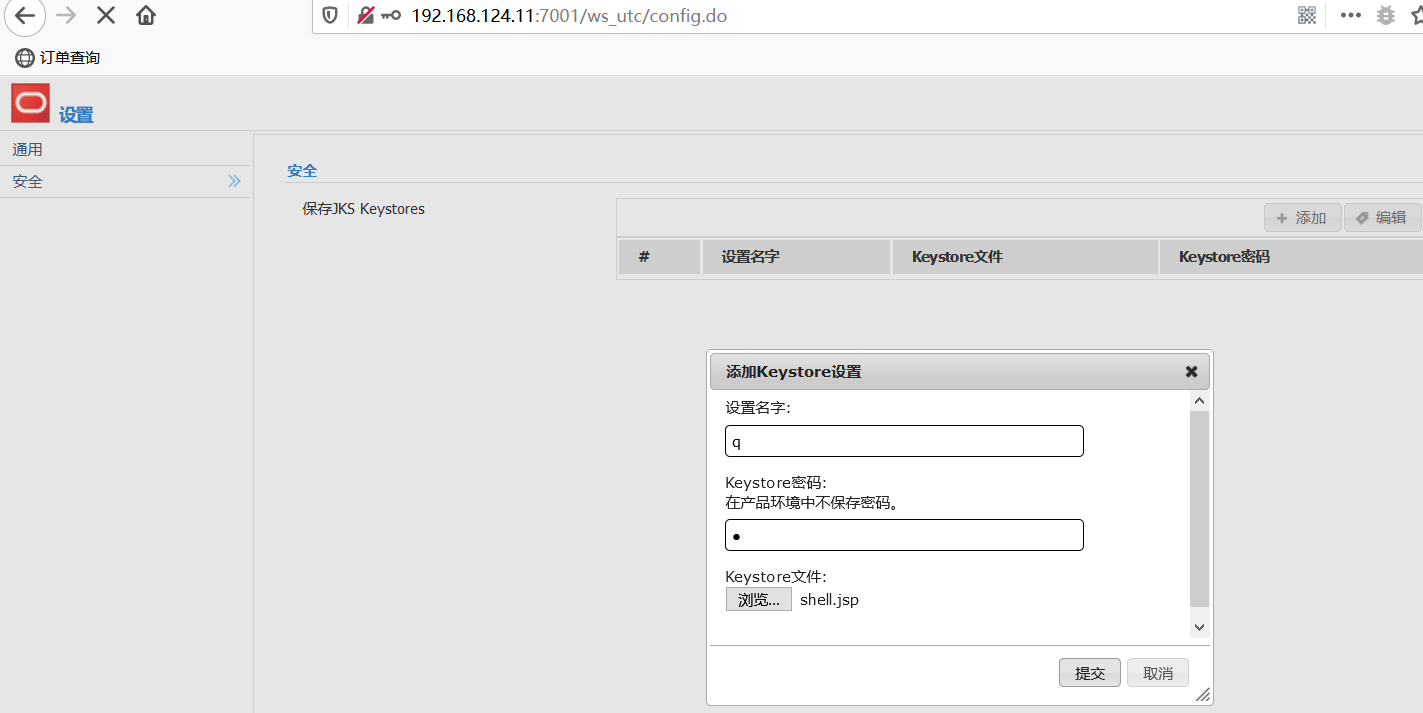 192.168.124.11:7001/ws_utc/config.do
订单查询
设置
通用
安全
安全
保存JKS Keystores
添加 编辑
# 设置名字 Keystore文件 Keystore密码
添加Keystore设置
设置名字:
q
Keystore密码:
在产品环境中不保存密码。
Keystore文件:
浏览... shell.jsp
提交 取消